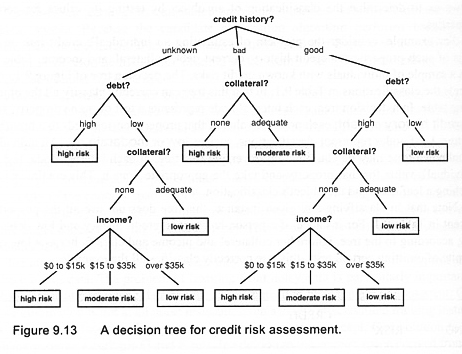 credit history?
unknown bad good
debt? collateral? debt?
high low none adequate high low
high risk collateral? high risk moderate risk collateral? low risk
none adequate none adequate
income? low risk income? low risk
$0 to $15k $15 to $35k over $35k $0 to $15k $15 to $35k over $35k
high risk moderate risk low risk high risk moderate risk low risk
Figure 9.13 A decision tree for credit risk assessment.